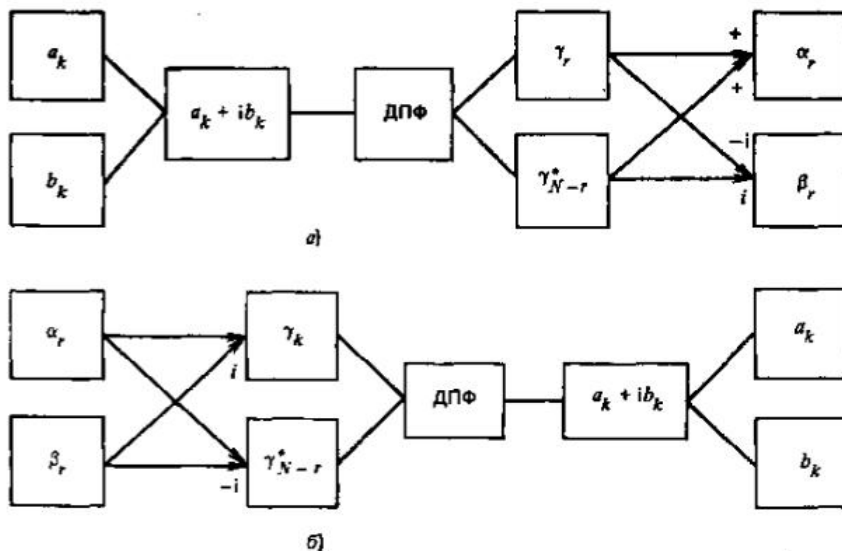 a_k
b_k
a_k + ib_k
ДПФ
γ_r
γ*_{N−r}
+
+
−i
i
α_r
β_r
а)
α_r
β_r
i
−i
γ_k
γ*_{N−r}
ДПФ
a_k + ib_k
a_k
b_k
б)